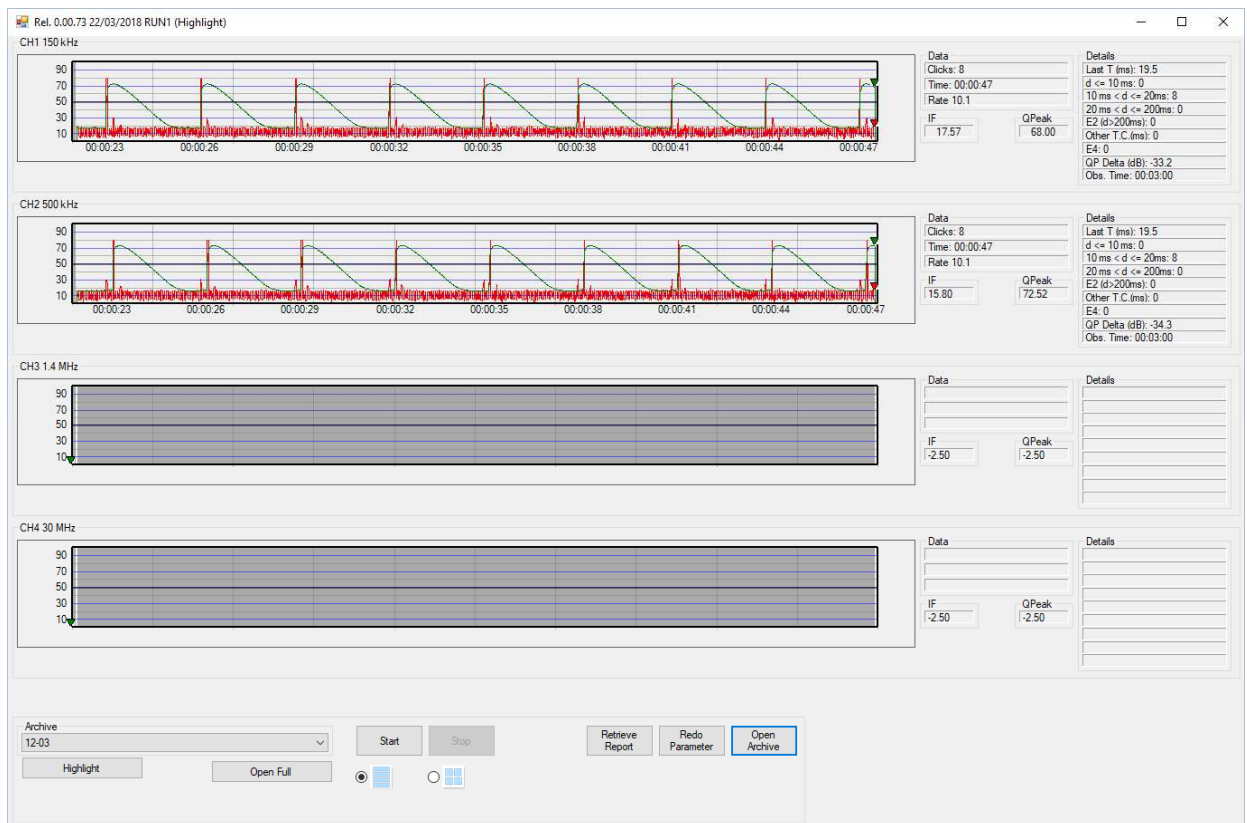 Rel. 0.00.73 22/03/2018 RUN1 (Highlight)
CH1 150 kHz
90
70
50
30
10
00:00:23 00:00:26 00:00:29 00:00:32 00:00:35 00:00:38 00:00:41 00:00:44 00:00:47
Data
Clicks: 8
Time: 00:00:47
Rate 10.1
IF QPeak
17.57 68.00
Details
Last T (ms): 19.5
d <= 10 ms: 0
10 ms < d <= 20ms: 8
20 ms < d <= 200ms: 0
E2 (d>200ms): 0
Other T.C.(ms): 0
E4: 0
QP Delta (dB): -33.2
Obs. Time: 00:03:00
CH2 500 kHz
90
70
50
30
10
00:00:23 00:00:26 00:00:29 00:00:32 00:00:35 00:00:38 00:00:41 00:00:44 00:00:47
Data
Clicks: 8
Time: 00:00:47
Rate 10.1
IF QPeak
15.80 72.52
Details
Last T (ms): 19.5
d <= 10 ms: 0
10 ms < d <= 20ms: 8
20 ms < d <= 200ms: 0
E2 (d>200ms): 0
Other T.C.(ms): 0
E4: 0
QP Delta (dB): -34.3
Obs. Time: 00:03:00
CH3 1.4 MHz
90
70
50
30
10
Data
IF QPeak
-2.50 -2.50
Details
CH4 30 MHz
90
70
50
30
10
Data
IF QPeak
-2.50 -2.50
Details
Archive
12-03
Highlight
Open Full
Start
Stop
Retrieve
Report
Redo
Parameter
Open
Archive